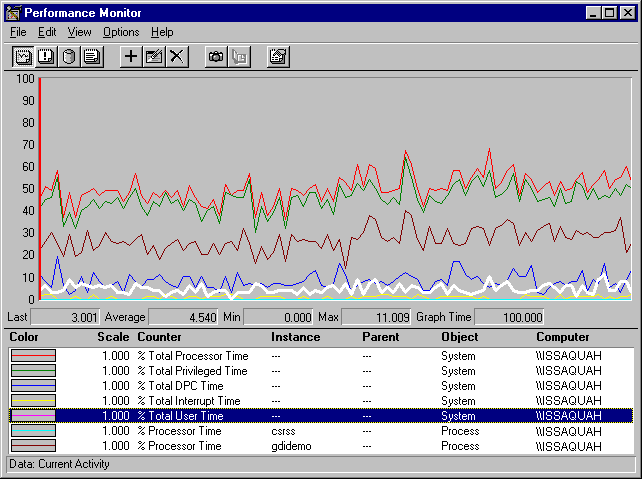 Performance Monitor
File Edit View Options Help
100
90
80
70
60
50
40
30
20
10
0
Last 3.001 Average 4.540 Min 0.000 Max 11.009 Graph Time 100.000
Color Scale Counter Instance Parent Object Computer
1.000 % Total Processor Time --- --- System \\ISSAQUAH
1.000 % Total Privileged Time --- --- System \\ISSAQUAH
1.000 % Total DPC Time --- --- System \\ISSAQUAH
1.000 % Total Interrupt Time --- --- System \\ISSAQUAH
1.000 % Total User Time --- --- System \\ISSAQUAH
1.000 % Processor Time csrss --- Process \\ISSAQUAH
1.000 % Processor Time gdidemo --- Process \\ISSAQUAH
Data: Current Activity